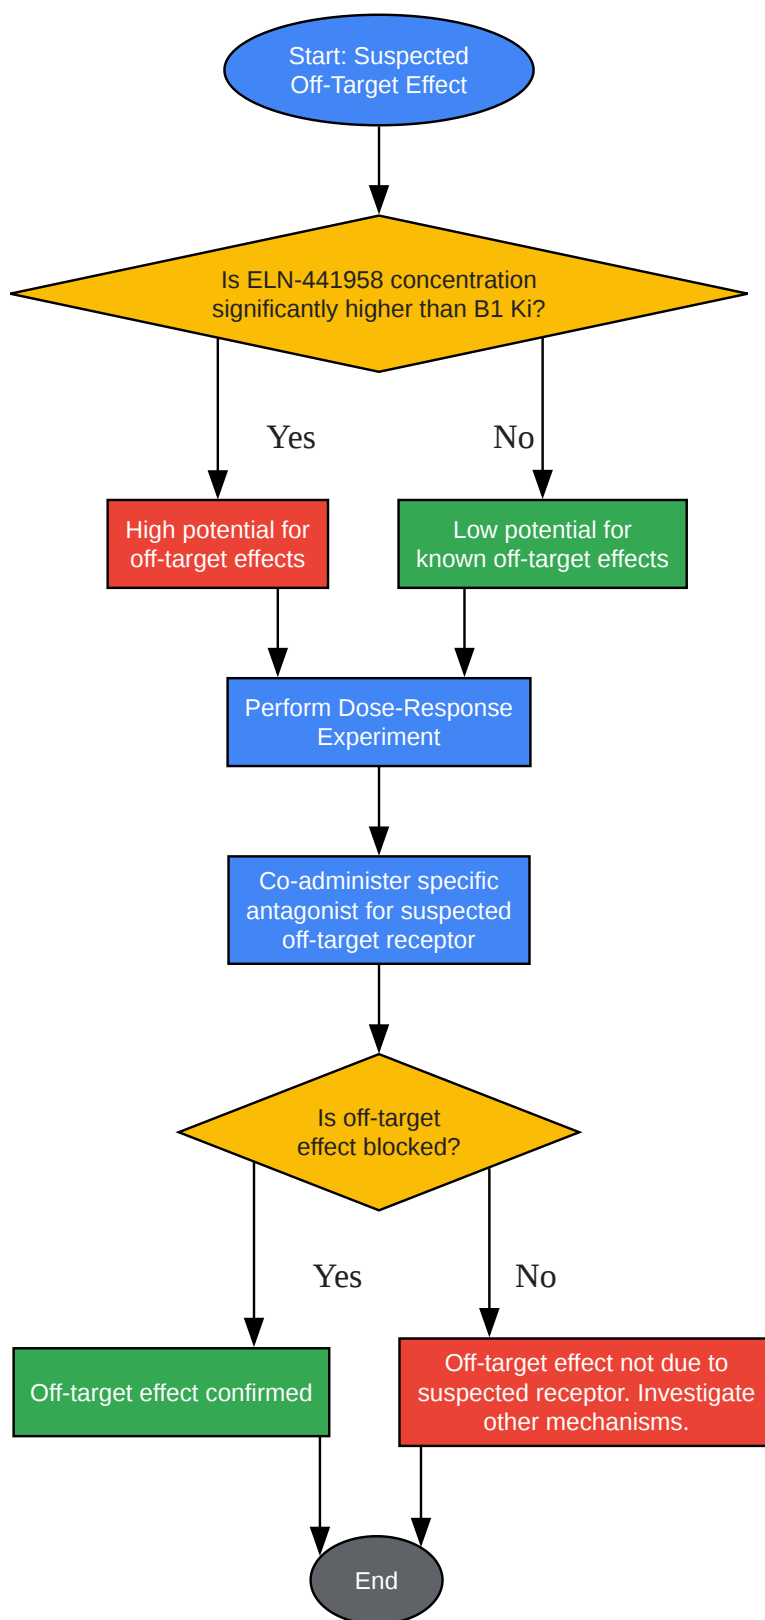 Start: Suspected
Off-Target Effect
Is ELN-441958 concentration
significantly higher than B1 Ki?
Yes
No
High potential for
off-target effects
Low potential for
known off-target effects
Perform Dose-Response
Experiment
Co-administer specific
antagonist for suspected
off-target receptor
Is off-target
effect blocked?
Yes
No
Off-target effect confirmed
Off-target effect not due to
suspected receptor. Investigate
other mechanisms.
End